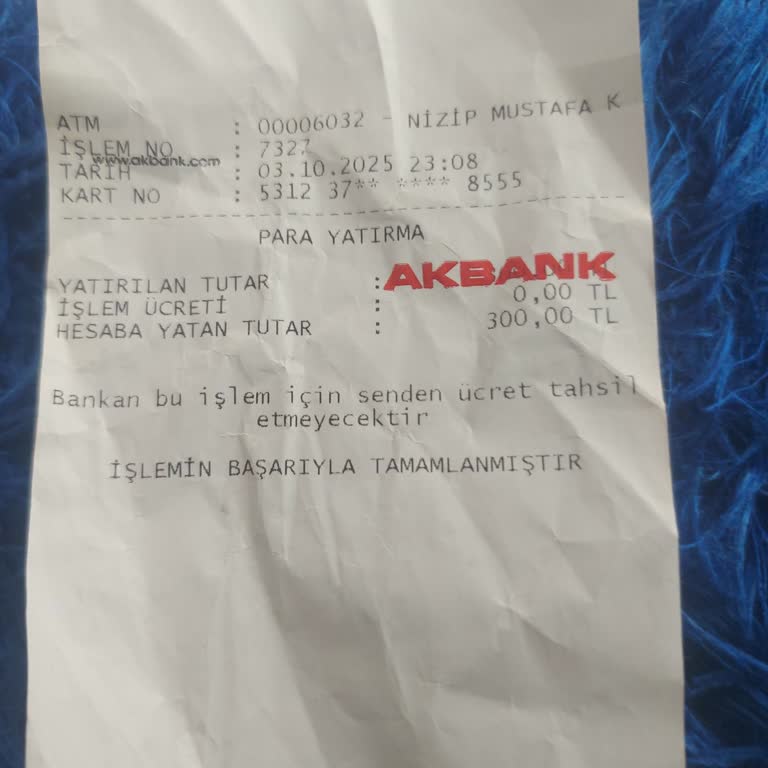 ATM : 00006032 - NİZİP MUSTAFA K
İŞLEM NO : 7327
www.akbank.com
TARİH : 03.10.2025 23:08
KART NO : 5312 37** **** 8555
PARA YATIRMA
AKBANK
YATIRILAN TUTAR :
İŞLEM ÜCRETİ : 0,00 TL
HESABA YATAN TUTAR : 300,00 TL
Bankan bu işlem için senden ücret tahsil
etmeyecektir
İŞLEMİN BAŞARIYLA TAMAMLANMIŞTIR